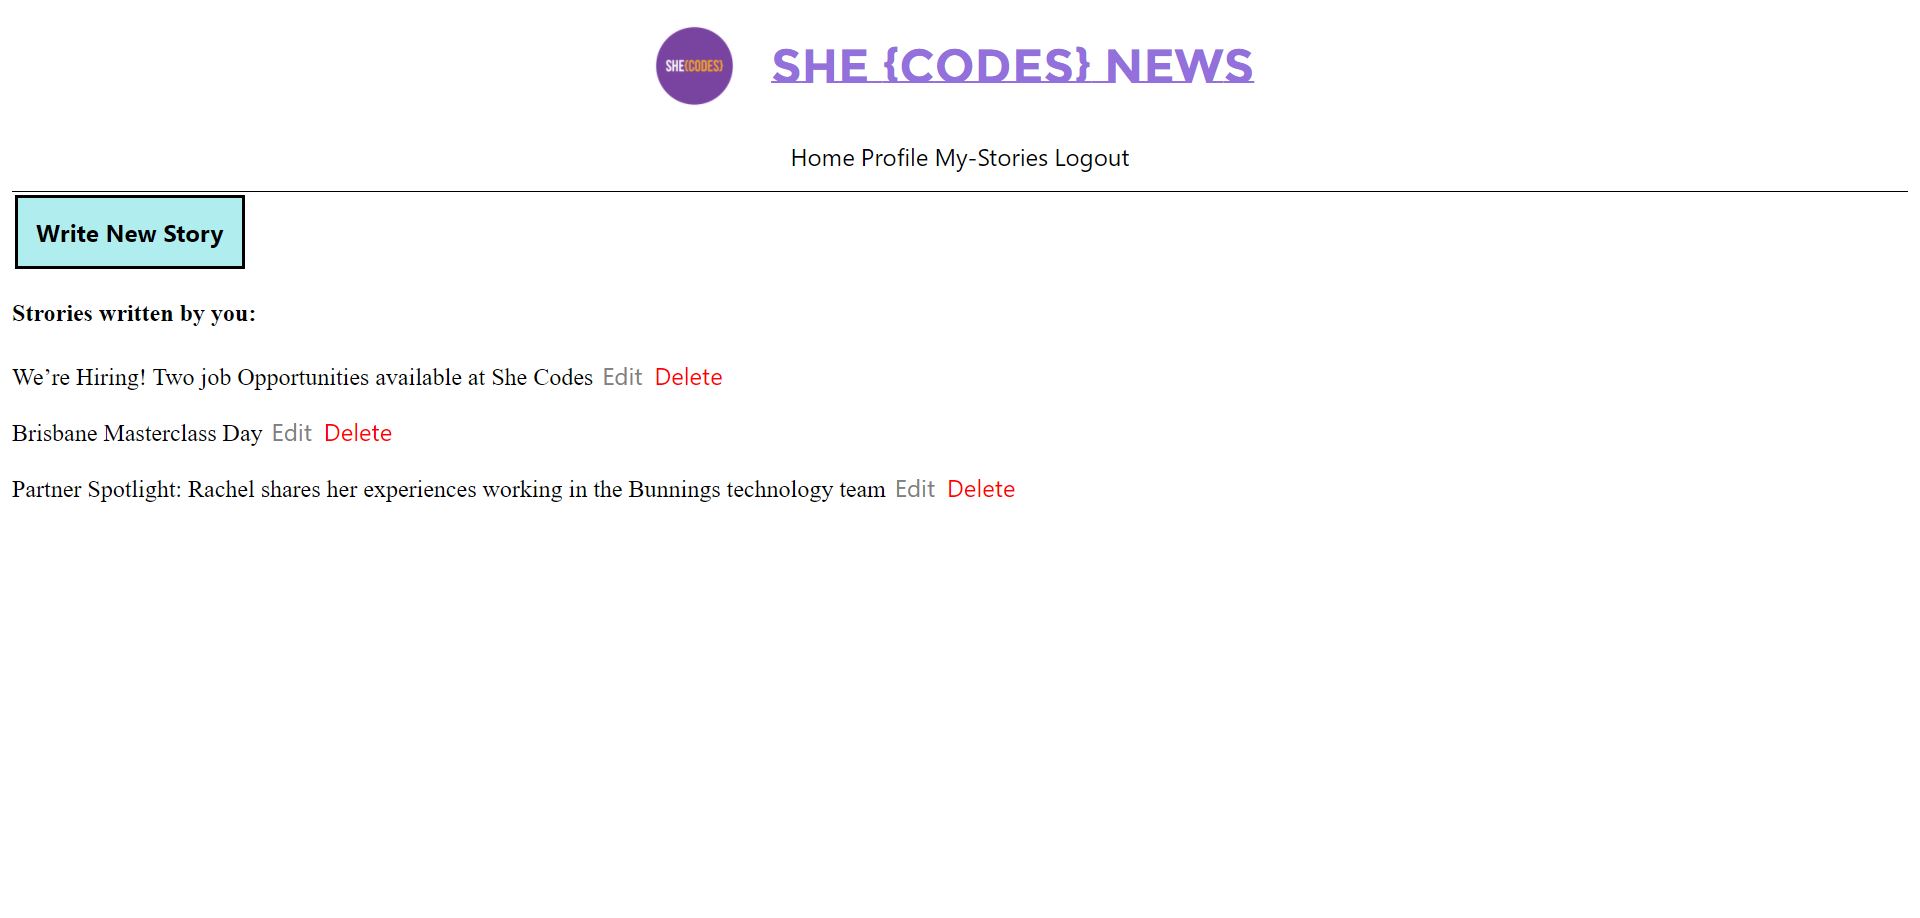 SHE{CODES}
SHE {CODES} NEWS
Home Profile My-Stories Logout
Write New Story
Strories written by you:
We’re Hiring! Two job Opportunities available at She Codes Edit Delete
Brisbane Masterclass Day Edit Delete
Partner Spotlight: Rachel shares her experiences working in the Bunnings technology team Edit Delete